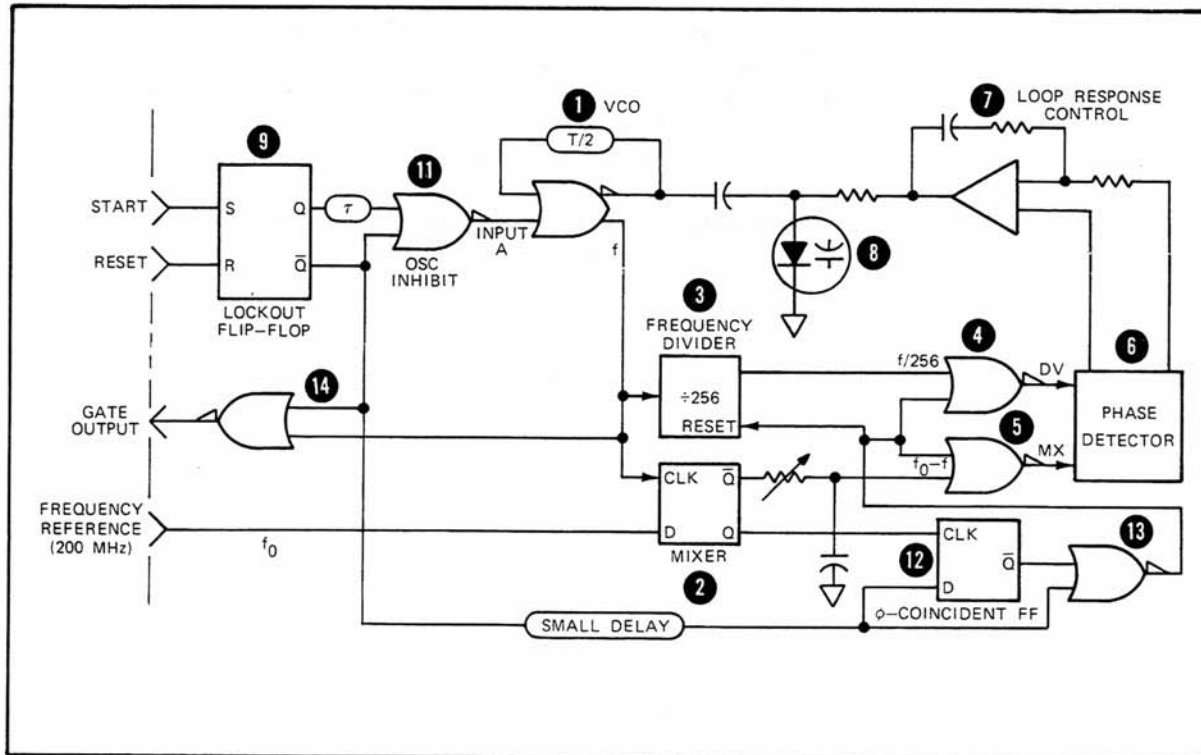 1 VCO
T/2
7 LOOP RESPONSE
CONTROL
9
11
START
S Q
τ
INPUT
A
f
8
RESET
R Q̅
OSC
INHIBIT
LOCKOUT
FLIP-FLOP
3
FREQUENCY
DIVIDER
÷256
RESET
f/256
4
DV
6
PHASE
DETECTOR
14
GATE
OUTPUT
5
f₀-f
MX
CLK Q̅
D Q
MIXER
2
FREQUENCY
REFERENCE
(200 MHz)
f₀
12
CLK
Q̅
D
13
φ-COINCIDENT FF
SMALL DELAY